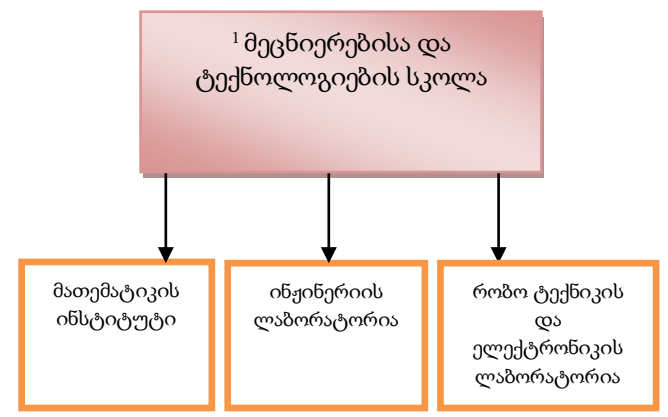 ¹ მეცნიერებისა და
ტექნოლოგიების სკოლა
მათემატიკის
ინსტიტუტი
ინჟინერიის
ლაბორატორია
რობო ტექნიკის
და
ელექტრონიკის
ლაბორატორია